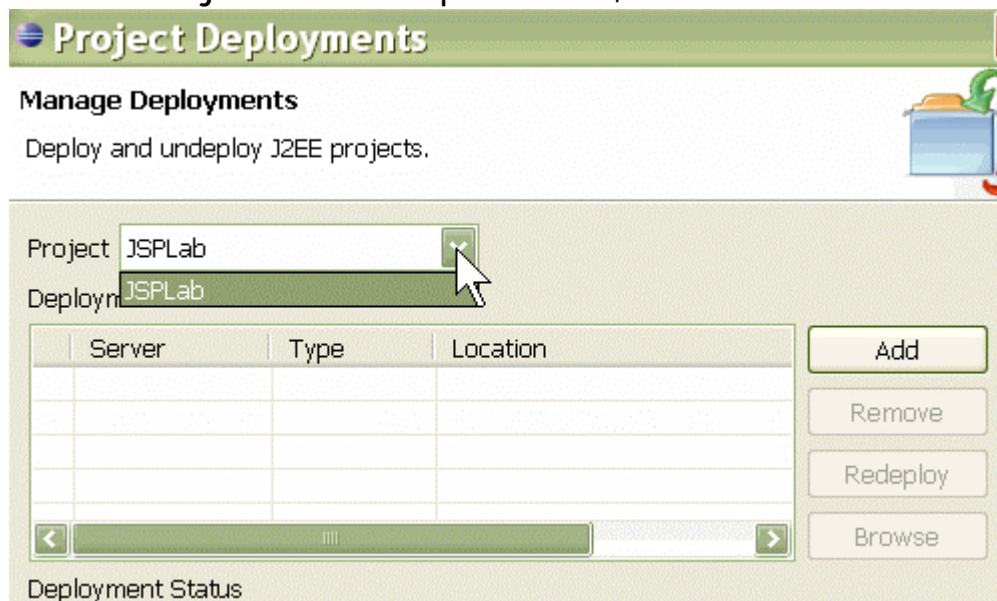 Project Deployments
Manage Deployments
Deploy and undeploy J2EE projects.
Project JSPLab
JSPLab
Server Type Location
Add
Remove
Redeploy
Browse
Deployment Status